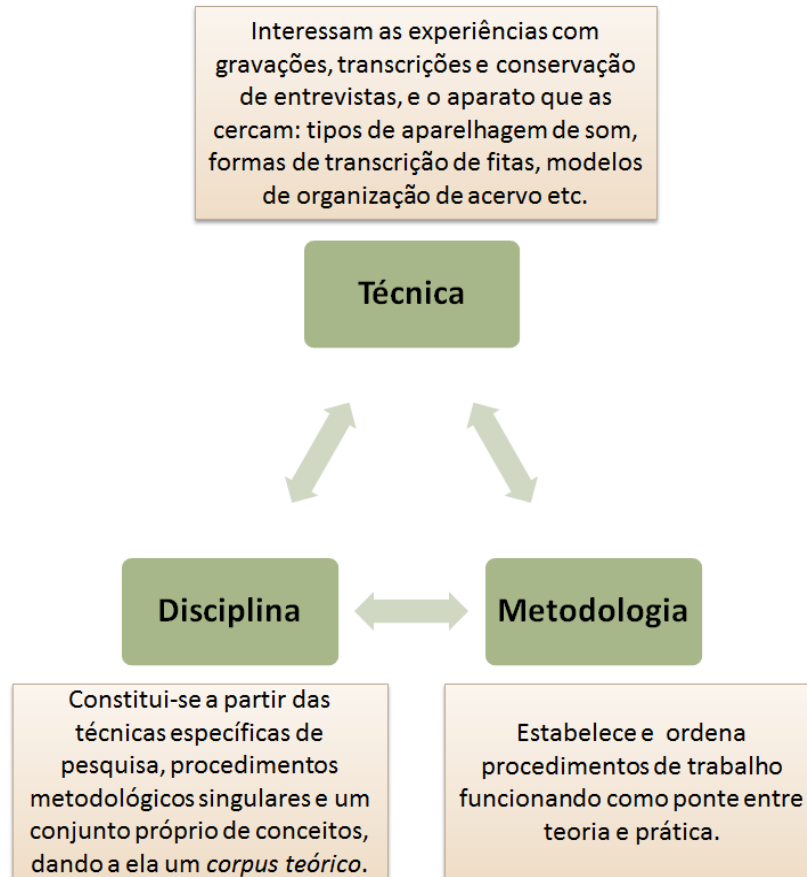 Interessam as experiências com
gravações, transcrições e conservação
de entrevistas, e o aparato que as
cercam: tipos de aparelhagem de som,
formas de transcrição de fitas, modelos
de organização de acervo etc.
Técnica
Disciplina
Metodologia
Constitui-se a partir das
técnicas específicas de
pesquisa, procedimentos
metodológicos singulares e um
conjunto próprio de conceitos,
dando a ela um corpus teórico.
Estabelece e ordena
procedimentos de trabalho
funcionando como ponte entre
teoria e prática.